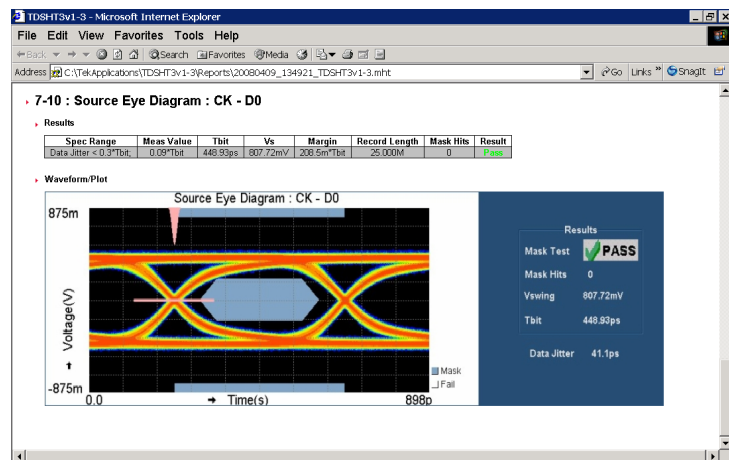 TDSHT3v1-3 - Microsoft Internet Explorer
File Edit View Favorites Tools Help
Back Search Favorites Media
Address C:\TekApplications\TDSHT3v1-3\Reports\20080409_134921_TDSHT3v1-3.mht Go Links » SnagIt
7-10 : Source Eye Diagram : CK - D0
Results
Spec Range Meas Value Tbit Vs Margin Record Length Mask Hits Result
Data Jitter < 0.3*Tbit; 0.09*Tbit 448.93ps 807.72mV 208.5m*Tbit 25.000M 0 Pass
Waveform/Plot
Source Eye Diagram : CK - D0
875m
Voltage(V)
-875m
0.0 Time(s) 898p
Mask
Fail
Results
Mask Test PASS
Mask Hits 0
Vswing 807.72mV
Tbit 448.93ps
Data Jitter 41.1ps